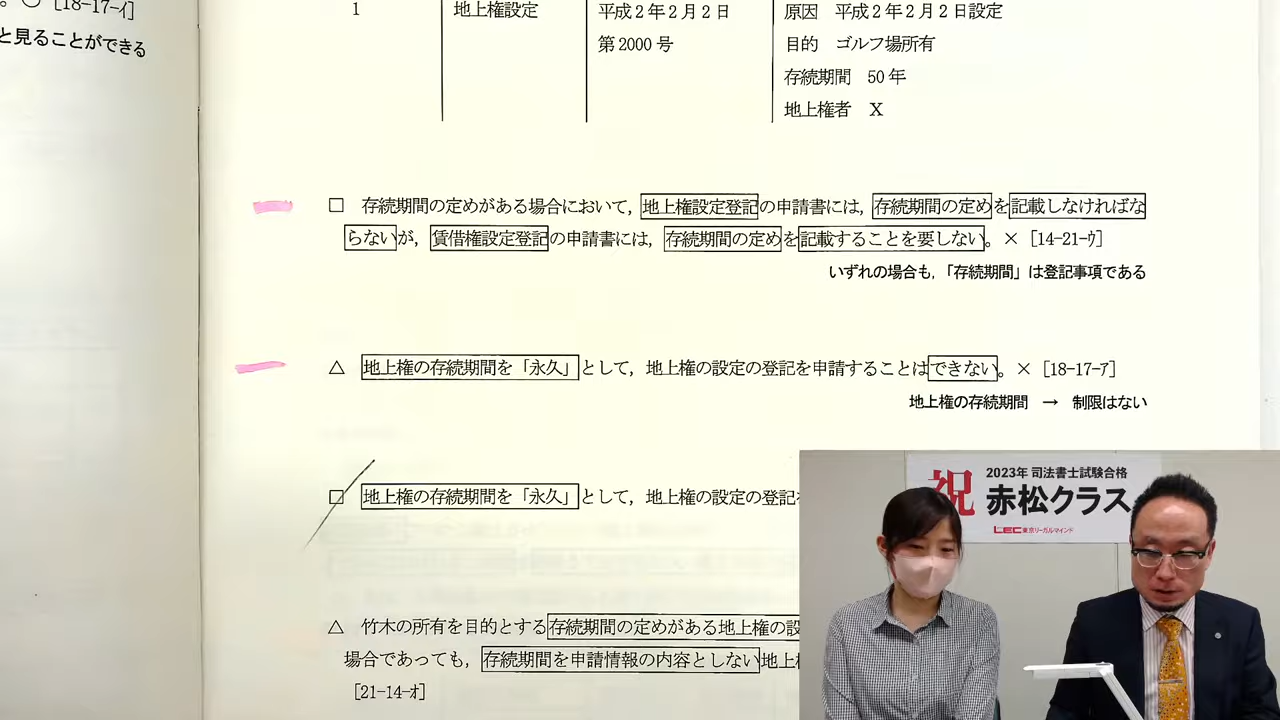 。〇 [18-17-イ]
と見ることができる
1 地上権設定 平成2年2月2日 原因 平成2年2月2日設定
第2000号 目的 ゴルフ場所有
存続期間 50年
地上権者 X
□ 存続期間の定めがある場合において，地上権設定登記の申請書には，存続期間の定めを記載しなければな
らないが，賃借権設定登記の申請書には，存続期間の定めを記載することを要しない。× [14-21-ウ]
いずれの場合も，「存続期間」は登記事項である
△ 地上権の存続期間を「永久」として，地上権の設定の登記を申請することはできない。× [18-17-ア]
地上権の存続期間 → 制限はない
□ 地上権の存続期間を「永久」として，地上権の設定の登記
△ 竹木の所有を目的とする存続期間の定めがある地上権の設
場合であっても，存続期間を申請情報の内容としない地上
[21-14-オ]
祝 2023年 司法書士試験合格
赤松クラス
LEC東京リーガルマインド